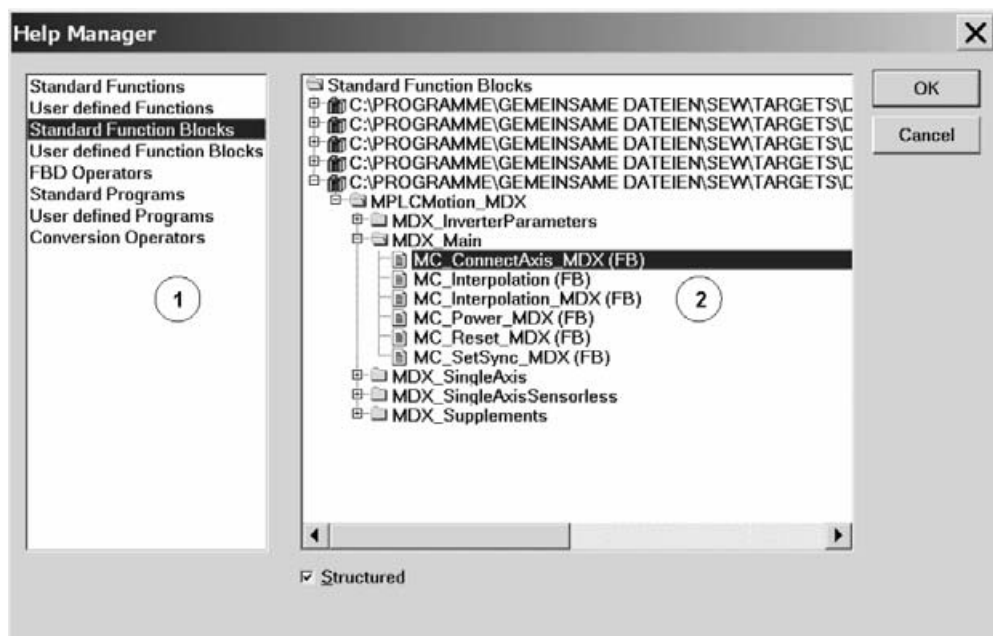 Help Manager
Standard Functions
User defined Functions
Standard Function Blocks
User defined Function Blocks
FBD Operators
Standard Programs
User defined Programs
Conversion Operators
1
Standard Function Blocks
C:\PROGRAMME\GEMEINSAME DATEIEN\SEW\TARGETS\D
C:\PROGRAMME\GEMEINSAME DATEIEN\SEW\TARGETS\D
C:\PROGRAMME\GEMEINSAME DATEIEN\SEW\TARGETS\D
C:\PROGRAMME\GEMEINSAME DATEIEN\SEW\TARGETS\D
C:\PROGRAMME\GEMEINSAME DATEIEN\SEW\TARGETS\D
MPLCMotion_MDX
MDX_InverterParameters
MDX_Main
MC_ConnectAxis_MDX (FB)
MC_Interpolation (FB)
MC_Interpolation_MDX (FB)
MC_Power_MDX (FB)
MC_Reset_MDX (FB)
MC_SetSync_MDX (FB)
MDX_SingleAxis
MDX_SingleAxisSensorless
MDX_Supplements
2
OK
Cancel
Structured